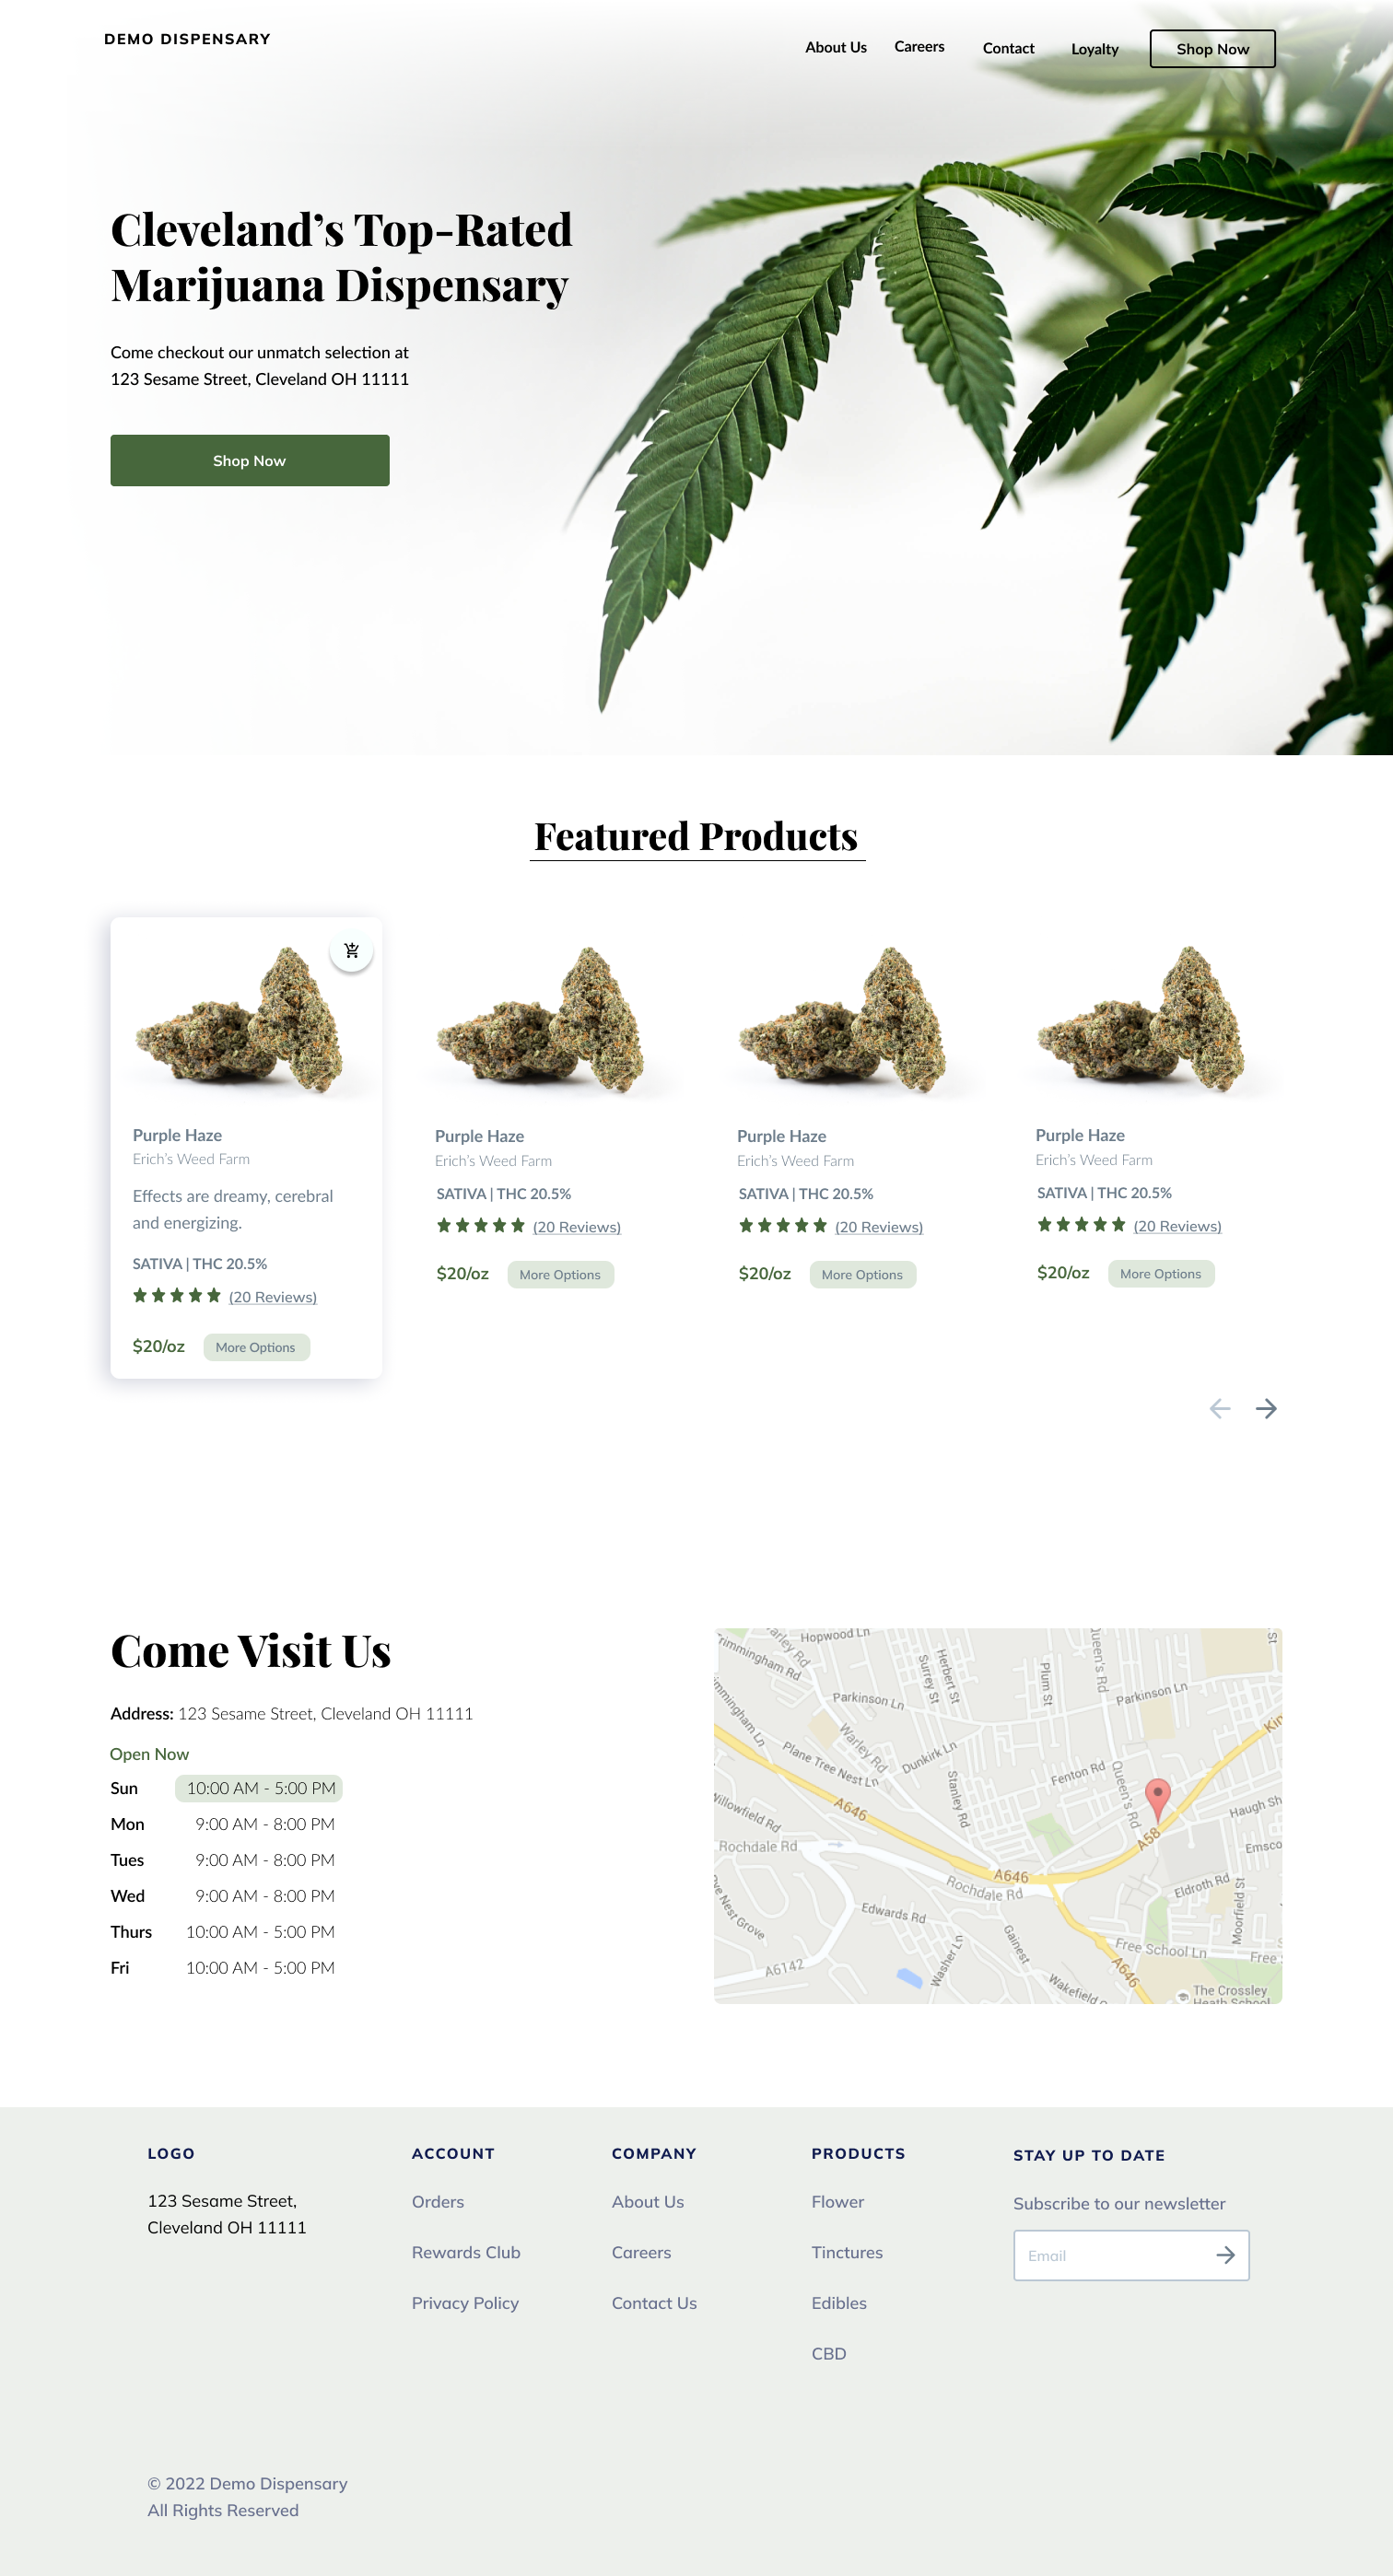 DEMO DISPENSARY
About Us
Careers
Contact
Loyalty
Shop Now
Cleveland’s Top-Rated
Marijuana Dispensary
Come checkout our unmatch selection at
123 Sesame Street, Cleveland OH 11111
Shop Now
Featured Products
Purple Haze
Erich’s Weed Farm
Effects are dreamy, cerebral
and energizing.
SATIVA | THC 20.5%
(20 Reviews)
$20/oz
More Options
Purple Haze
Erich’s Weed Farm
SATIVA | THC 20.5%
(20 Reviews)
$20/oz
More Options
Purple Haze
Erich’s Weed Farm
SATIVA | THC 20.5%
(20 Reviews)
$20/oz
More Options
Purple Haze
Erich’s Weed Farm
SATIVA | THC 20.5%
(20 Reviews)
$20/oz
More Options
Come Visit Us
Address: 123 Sesame Street, Cleveland OH 11111
Open Now
Sun 10:00 AM - 5:00 PM
Mon 9:00 AM - 8:00 PM
Tues 9:00 AM - 8:00 PM
Wed 9:00 AM - 8:00 PM
Thurs 10:00 AM - 5:00 PM
Fri 10:00 AM - 5:00 PM
Hopwood Ln
Warley Rd
Trimmingham Rd
Queen's Rd
St
Herbert St
Surrey St
Plum St
Parkinson Ln
Parkinson Ln
Warley Rd
Plane Tree Nest Ln
Dunkirk Ln
Fenton Rd
Queen's Rd
Stanley Rd
Willowfield Rd
A646
Haugh Sh
A58
Emsco
Rochdale Rd
A646
Rochdale Rd
Eldroth Rd
Moorfield St
Edwards Rd
Gainest
Washer Ln
Free School Ln
Free
A6142
A646
The Crossley
Heath School
LOGO
123 Sesame Street,
Cleveland OH 11111
ACCOUNT
Orders
Rewards Club
Privacy Policy
COMPANY
About Us
Careers
Contact Us
PRODUCTS
Flower
Tinctures
Edibles
CBD
STAY UP TO DATE
Subscribe to our newsletter
Email
© 2022 Demo Dispensary
All Rights Reserved